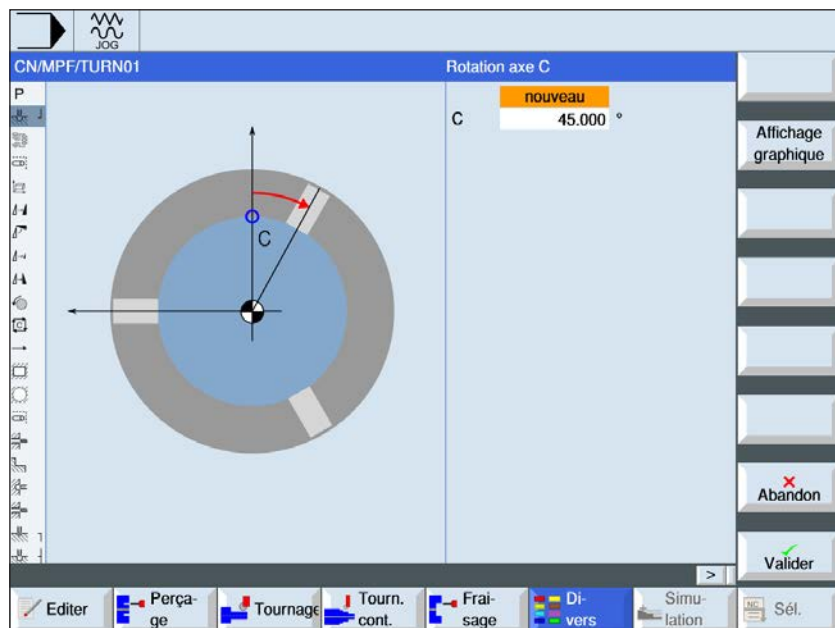 JOG
CN/MPF/TURN01
Rotation axe C
P
nouveau
C 45.000 °
C
Affichage
graphique
Abandon
Valider
>
Editer
Perça-
ge
Tournage
Tourn.
cont.
Frai-
sage
Di-
vers
Simu-
lation
NC
Sél.